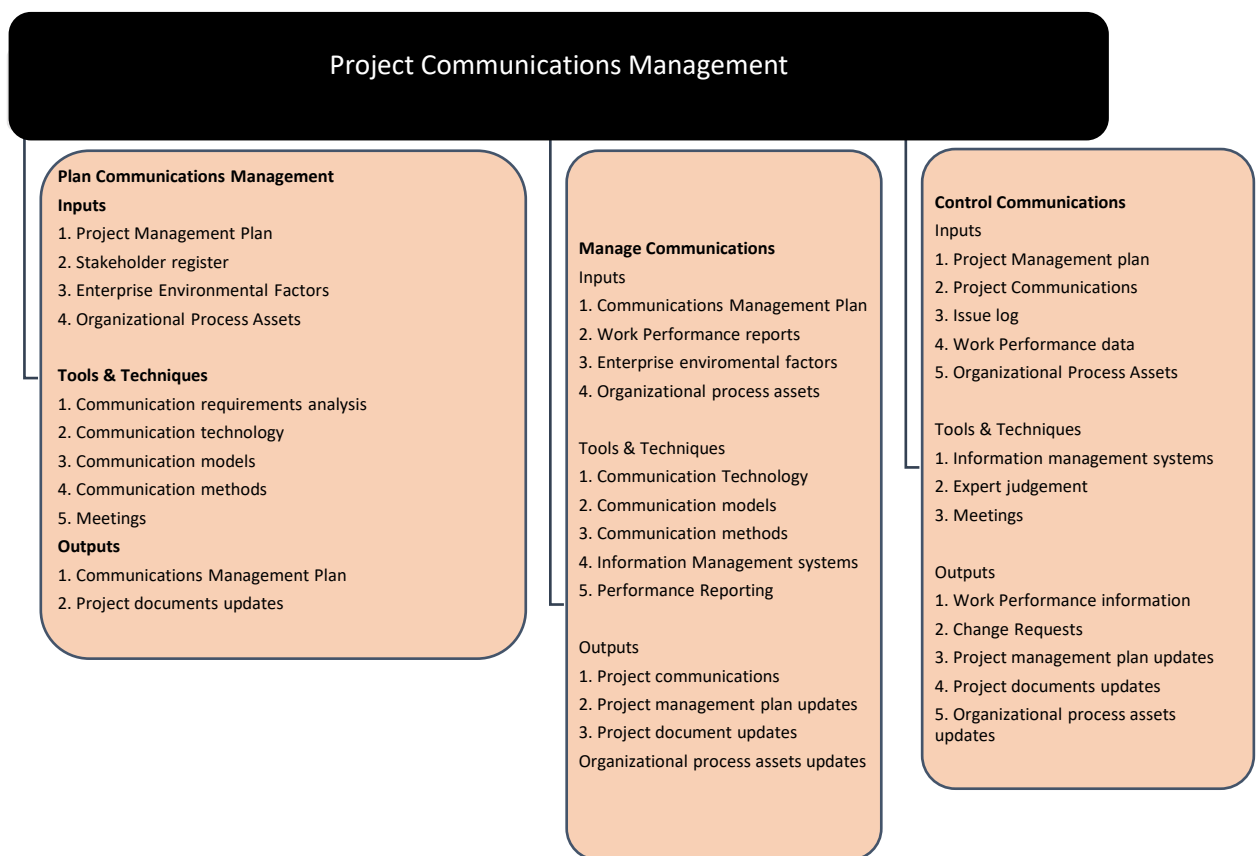 Project Communications Management
Plan Communications Management
Inputs
1. Project Management Plan
2. Stakeholder register
3. Enterprise Environmental Factors
4. Organizational Process Assets
Tools & Techniques
1. Communication requirements analysis
2. Communication technology
3. Communication models
4. Communication methods
5. Meetings
Outputs
1. Communications Management Plan
2. Project documents updates
Manage Communications
Inputs
1. Communications Management Plan
2. Work Performance reports
3. Enterprise enviromental factors
4. Organizational process assets
Tools & Techniques
1. Communication Technology
2. Communication models
3. Communication methods
4. Information Management systems
5. Performance Reporting
Outputs
1. Project communications
2. Project management plan updates
3. Project document updates
Organizational process assets updates
Control Communications
Inputs
1. Project Management plan
2. Project Communications
3. Issue log
4. Work Performance data
5. Organizational Process Assets
Tools & Techniques
1. Information management systems
2. Expert judgement
3. Meetings
Outputs
1. Work Performance information
2. Change Requests
3. Project management plan updates
4. Project documents updates
5. Organizational process assets
updates